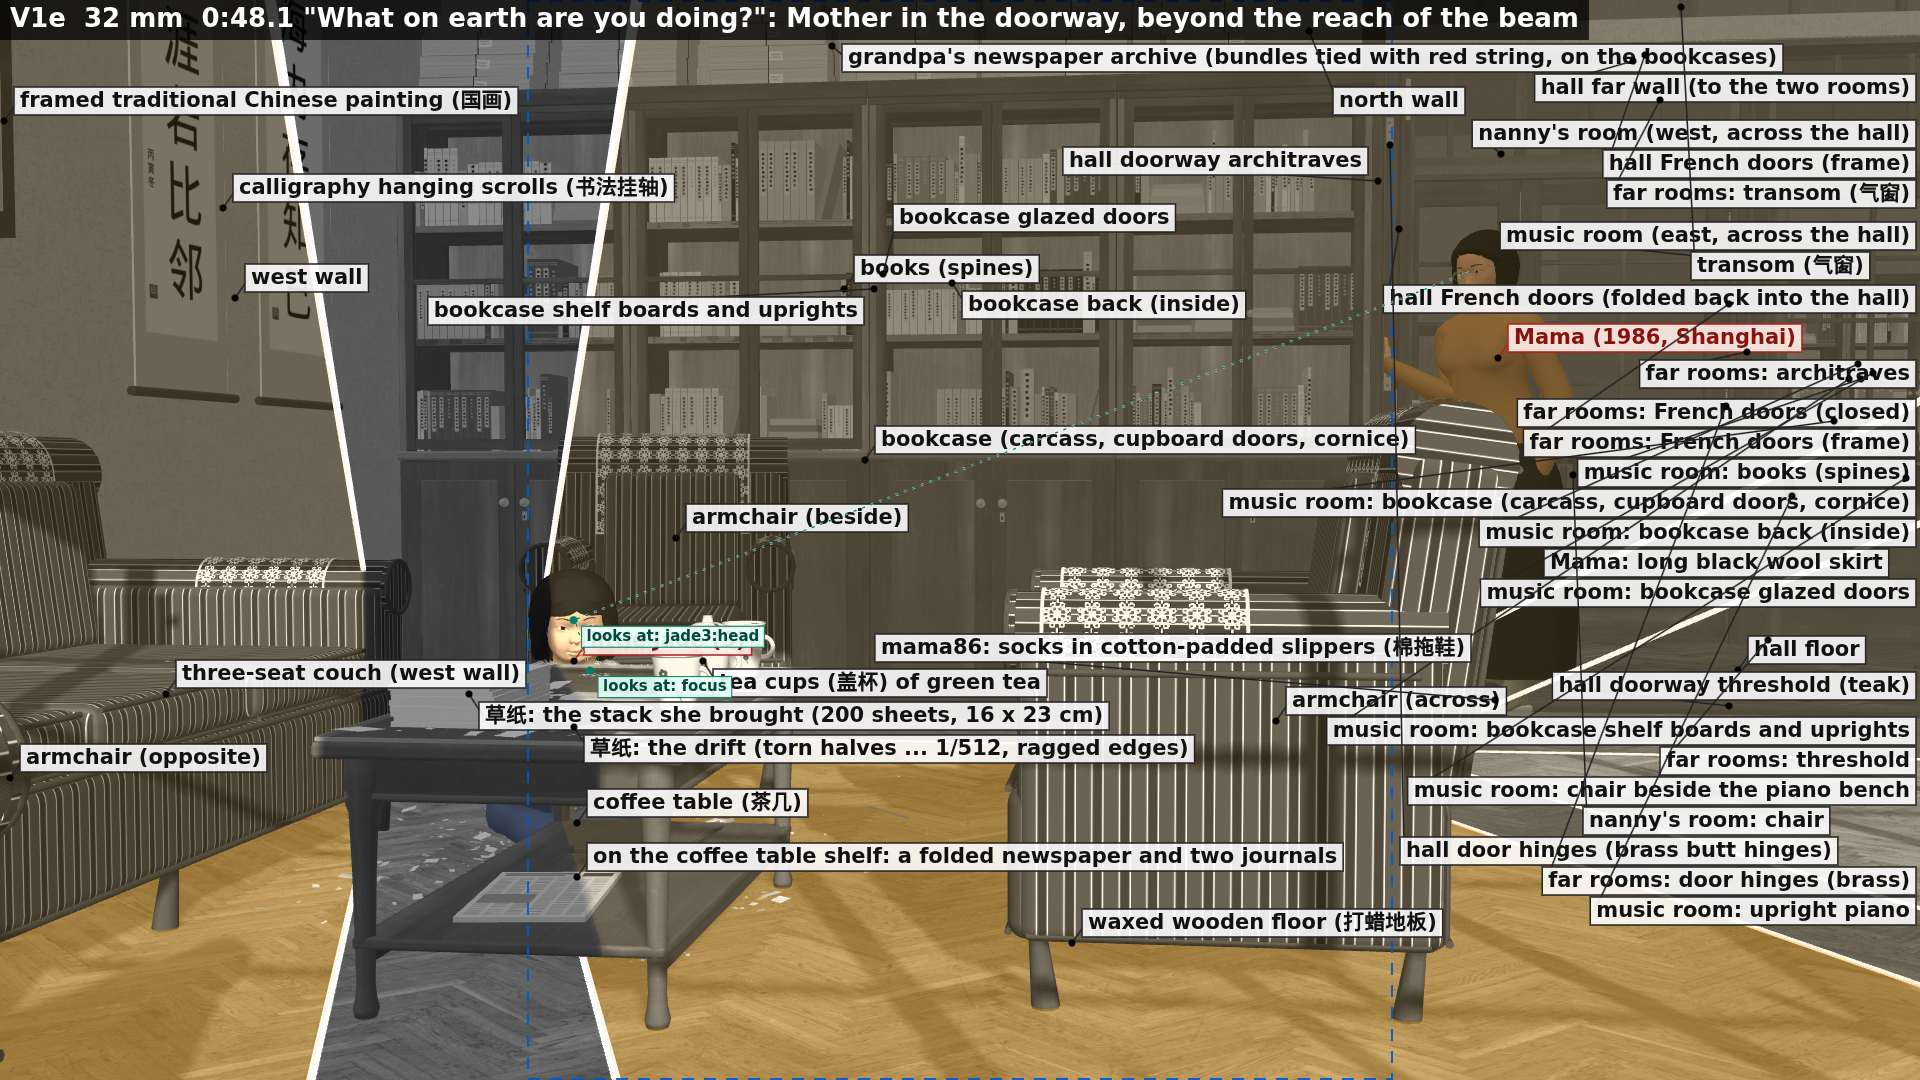 V1e 32 mm 0:48.1 "What on earth are you doing?": Mother in the doorway, beyond the reach of the beam
grandpa's newspaper archive (bundles tied with red string, on the bookcases)
hall far wall (to the two rooms)
framed traditional Chinese painting (国画)
north wall
nanny's room (west, across the hall)
hall doorway architraves
hall French doors (frame)
calligraphy hanging scrolls (书法挂轴)
far rooms: transom (气窗)
bookcase glazed doors
music room (east, across the hall)
west wall
books (spines)
transom (气窗)
bookcase shelf boards and uprights
bookcase back (inside)
hall French doors (folded back into the hall)
Mama (1986, Shanghai)
far rooms: architraves
far rooms: French doors (closed)
bookcase (carcass, cupboard doors, cornice)
far rooms: French doors (frame)
music room: books (spines)
music room: bookcase (carcass, cupboard doors, cornice)
armchair (beside)
music room: bookcase back (inside)
Mama: long black wool skirt
music room: bookcase glazed doors
looks at: jade3:head
mama86: socks in cotton-padded slippers (棉拖鞋)
hall floor
three-seat couch (west wall)
looks at: focus
tea cups (盖杯) of green tea
hall doorway threshold (teak)
armchair (across)
草纸: the stack she brought (200 sheets, 16 x 23 cm)
music room: bookcase shelf boards and uprights
草纸: the drift (torn halves ... 1/512, ragged edges)
armchair (opposite)
far rooms: threshold
music room: chair beside the piano bench
coffee table (茶几)
nanny's room: chair
hall door hinges (brass butt hinges)
on the coffee table shelf: a folded newspaper and two journals
far rooms: door hinges (brass)
music room: upright piano
waxed wooden floor (打蜡地板)
若比邻